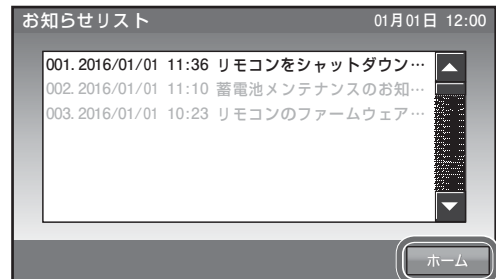 お知らせリスト 01月01日 12:00
001. 2016/01/01 11:36 リモコンをシャットダウン…
002. 2016/01/01 11:10 蓄電池メンテナンスのお知…
003. 2016/01/01 10:23 リモコンのファームウェア…
ホーム